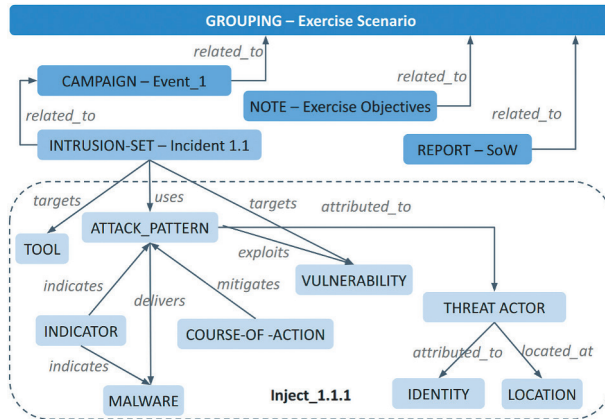 GROUPING – Exercise Scenario
related_to
CAMPAIGN – Event_1
related_to
NOTE – Exercise Objectives
related_to
related_to
INTRUSION-SET – Incident 1.1
REPORT – SoW
targets
uses
targets
attributed_to
ATTACK_PATTERN
TOOL
exploits
VULNERABILITY
indicates
delivers
mitigates
INDICATOR
COURSE-OF -ACTION
THREAT ACTOR
indicates
attributed_to
located_at
MALWARE
Inject_1.1.1
IDENTITY
LOCATION